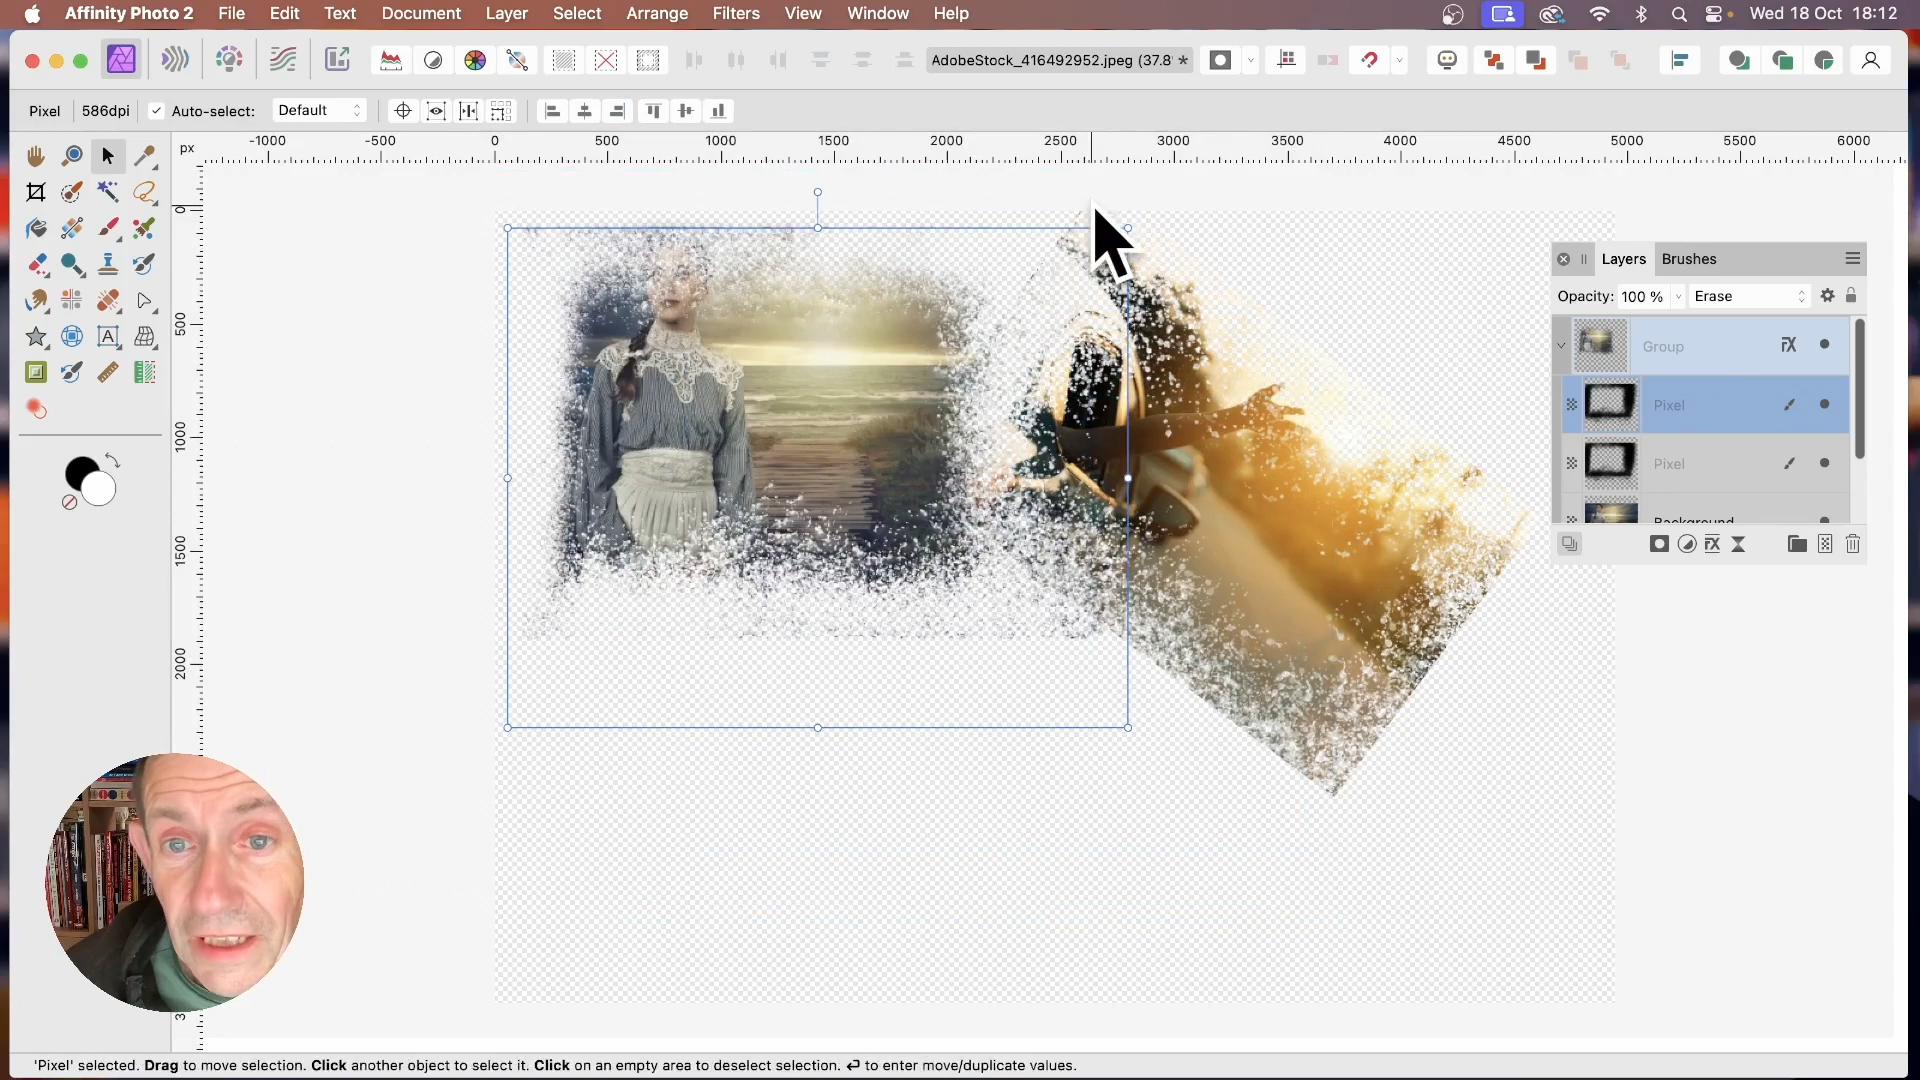 Affinity Photo 2 File Edit Text Document Layer Select Arrange Filters View Window Help Wed 18 Oct 18:12
AdobeStock_416492952.jpeg (37.8' *
Pixel 586dpi Auto-select: Default
px -1000 -500 0 500 1000 1500 2000 2500 3000 3500 4000 4500 5000 5500 6000
0
500
1000
1500
2000
3
Layers Brushes
Opacity: 100 % Erase
Group
Pixel
Pixel
Background
'Pixel' selected. Drag to move selection. Click another object to select it. Click on an empty area to deselect selection. ↵ to enter move/duplicate values.